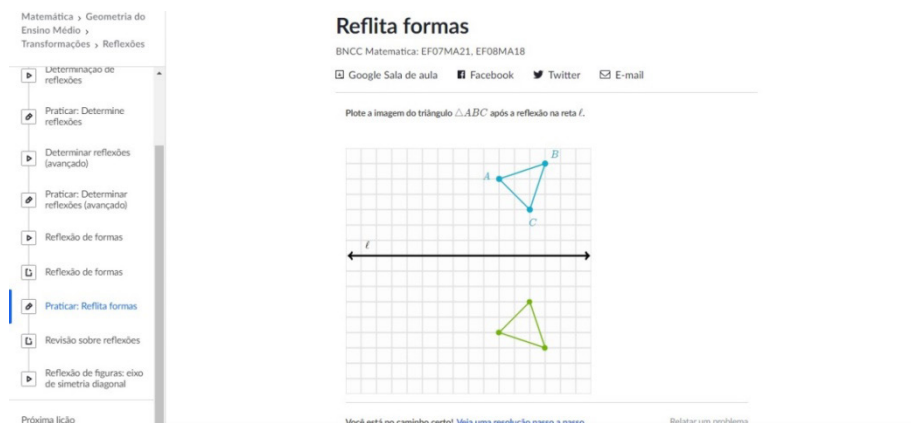 Matemática > Geometria do
Ensino Médio >
Transformações > Reflexões
Determinação de
reflexões
Praticar: Determine
reflexões
Determinar reflexões
(avançado)
Praticar: Determinar
reflexões (avançado)
Reflexão de formas
Reflexão de formas
Praticar: Reflita formas
Revisão sobre reflexões
Reflexão de figuras: eixo
de simetria diagonal
Próxima lição
Reflita formas
BNCC Matematica: EF07MA21, EF08MA18
Google Sala de aula Facebook Twitter E-mail
Plote a imagem do triângulo △ABC após a reflexão na reta ℓ.
B
A
C
ℓ
Você está no caminho certo! Veja uma resolução passo a passo Relatar um problema